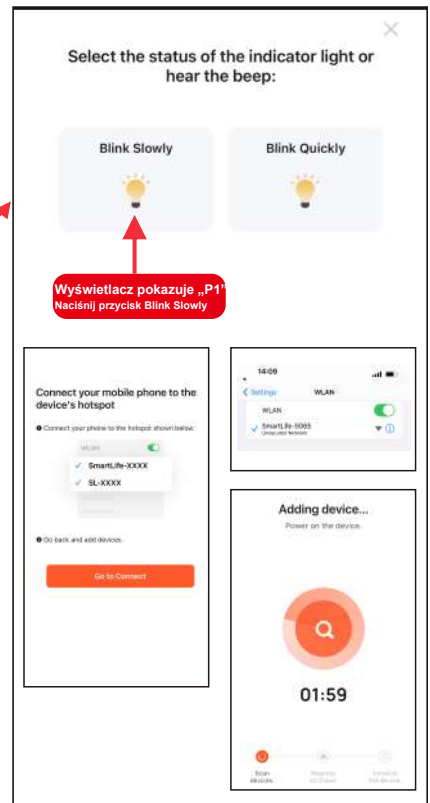 Select the status of the indicator light or
hear the beep:
Blink Slowly
Blink Quickly
Wyświetlacz pokazuje „P1”
Naciśnij przycisk Blink Slowly
Connect your mobile phone to the
device's hotspot
❶ Connect your phone to the hotspot shown below:
WLAN
SmartLife-XXXX
SL-XXXX
❷ Go back and add devices.
Go to Connect
14:09
Settings
WLAN
WLAN
SmartLife-5065
Unsecured Network
Adding device...
Power on the device.
01:59
Scan
devices.